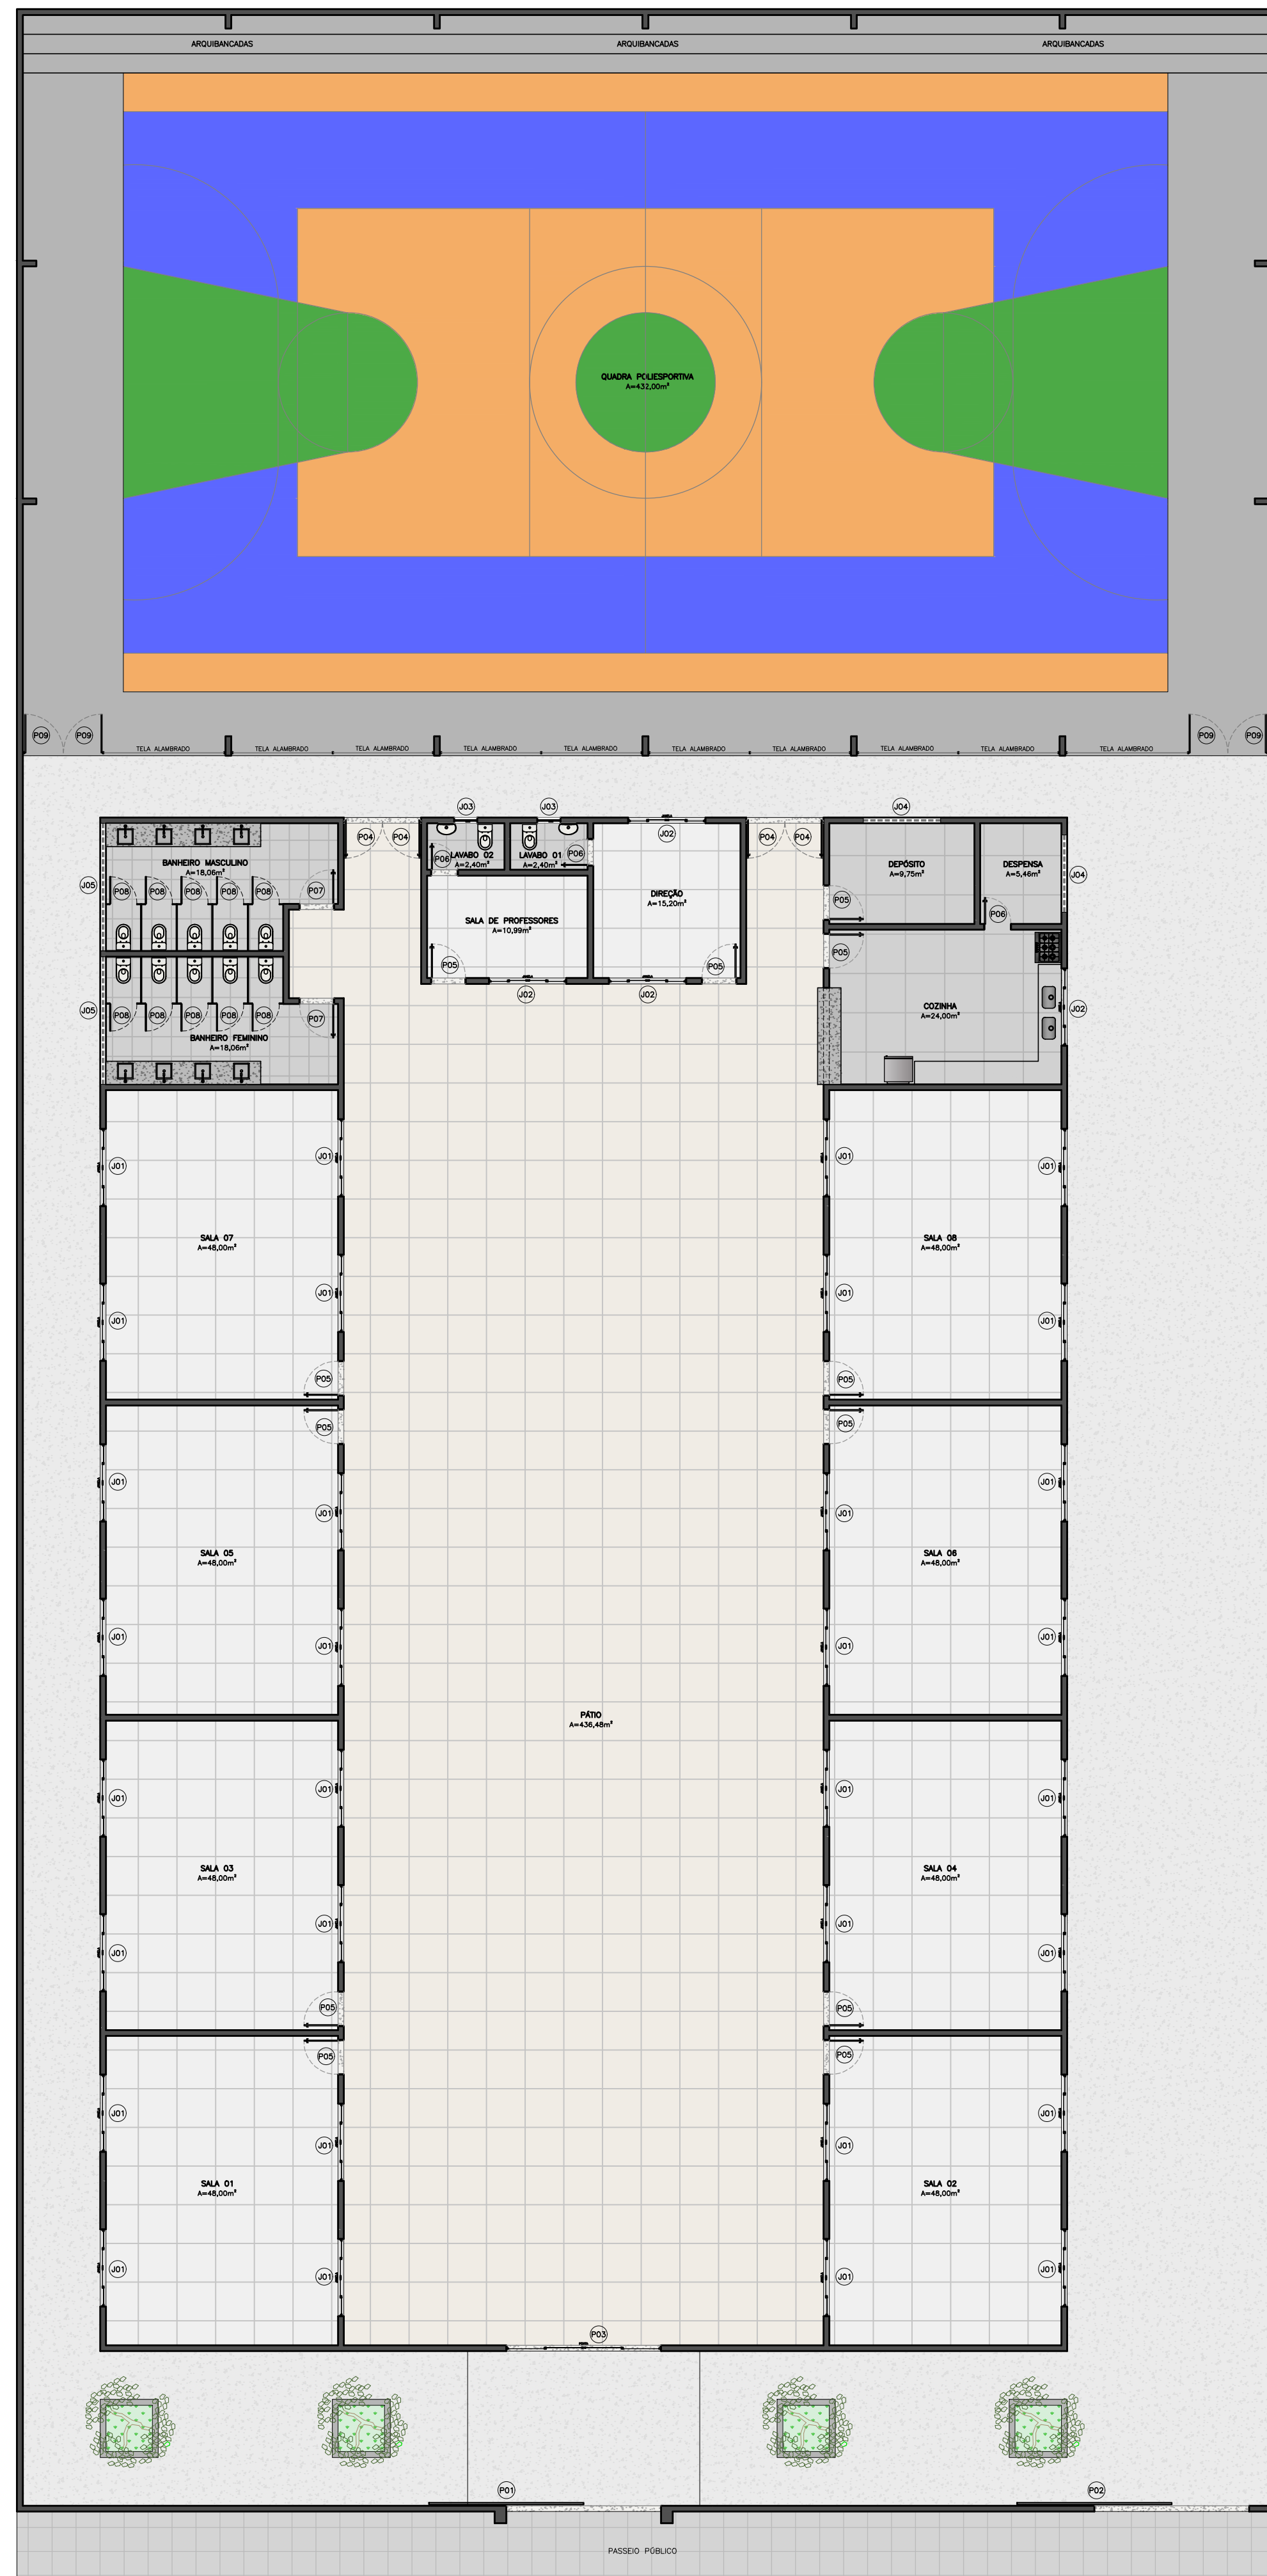 ARQUIBANCADAS ARQUIBANCADAS ARQUIBANCADAS
QUADRA POLIESPORTIVA
A=432,00m²
P09 P09 P09 P09
TELA ALAMBRADO TELA ALAMBRADO TELA ALAMBRADO TELA ALAMBRADO TELA ALAMBRADO TELA ALAMBRADO TELA ALAMBRADO TELA ALAMBRADO TELA ALAMBRADO TELA ALAMBRADO
J03 J03 J04
P04 P04 J02 P04 P04
LAVABO 02 LAVABO 01
A=2,40m² A=2,40m²
P06 P06
BANHEIRO MASCULINO
A=18,06m²
DEPÓSITO
A=9,75m²
DESPENSA
A=5,46m²
J04
J05
P08 P08 P08 P08 P08 P07
DIREÇÃO
A=15,20m²
P05
P06
SALA DE PROFESSORES
A=10,99m²
P05
P05 P05
J02 J02
COZINHA
A=24,00m²
J02
J05
P08 P08 P08 P08 P08 P07
BANHEIRO FEMININO
A=18,06m²
J01 J01 J01 J01
SALA 07
A=48,00m²
SALA 08
A=48,00m²
J01 J01 J01 J01
P05 P05
P05 P05
J01 J01 J01 J01
SALA 05
A=48,00m²
SALA 06
A=48,00m²
J01 J01 J01 J01
PÁTIO
A=436,48m²
J01 J01 J01 J01
SALA 03
A=48,00m²
SALA 04
A=48,00m²
J01 J01 J01 J01
P05 P05
P05 P05
J01 J01 J01 J01
SALA 01
A=48,00m²
SALA 02
A=48,00m²
J01 J01 J01 J01
P03
P01 P02
PASSEIO PÚBLICO